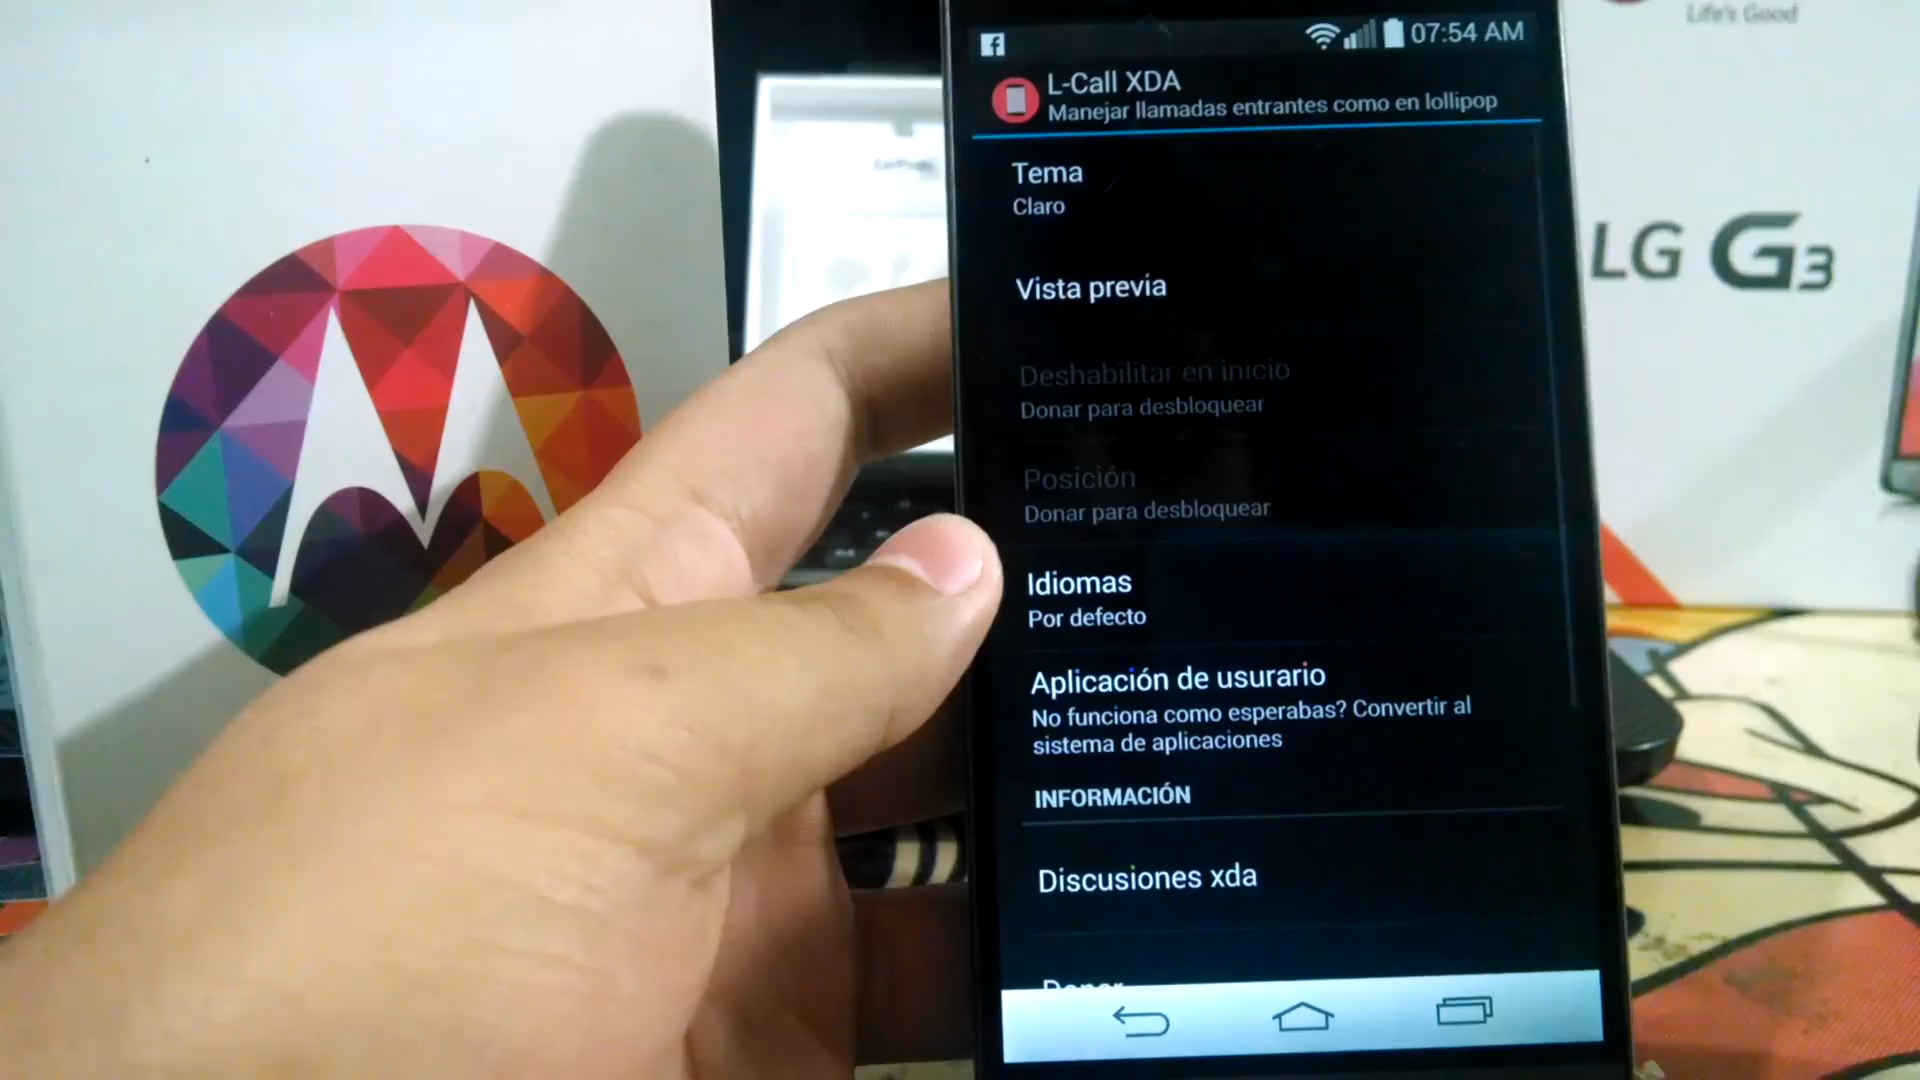 Life's Good
07:54 AM
L-Call XDA
Manejar llamadas entrantes como en lollipop
Tema
Claro
Vista previa
LG G3
Deshabilitar en inicio
Donar para desbloquear
Posición
Donar para desbloquear
Idiomas
Por defecto
Aplicación de usurario
No funciona como esperabas? Convertir al
sistema de aplicaciones
INFORMACIÓN
Discusiones xda
Donar